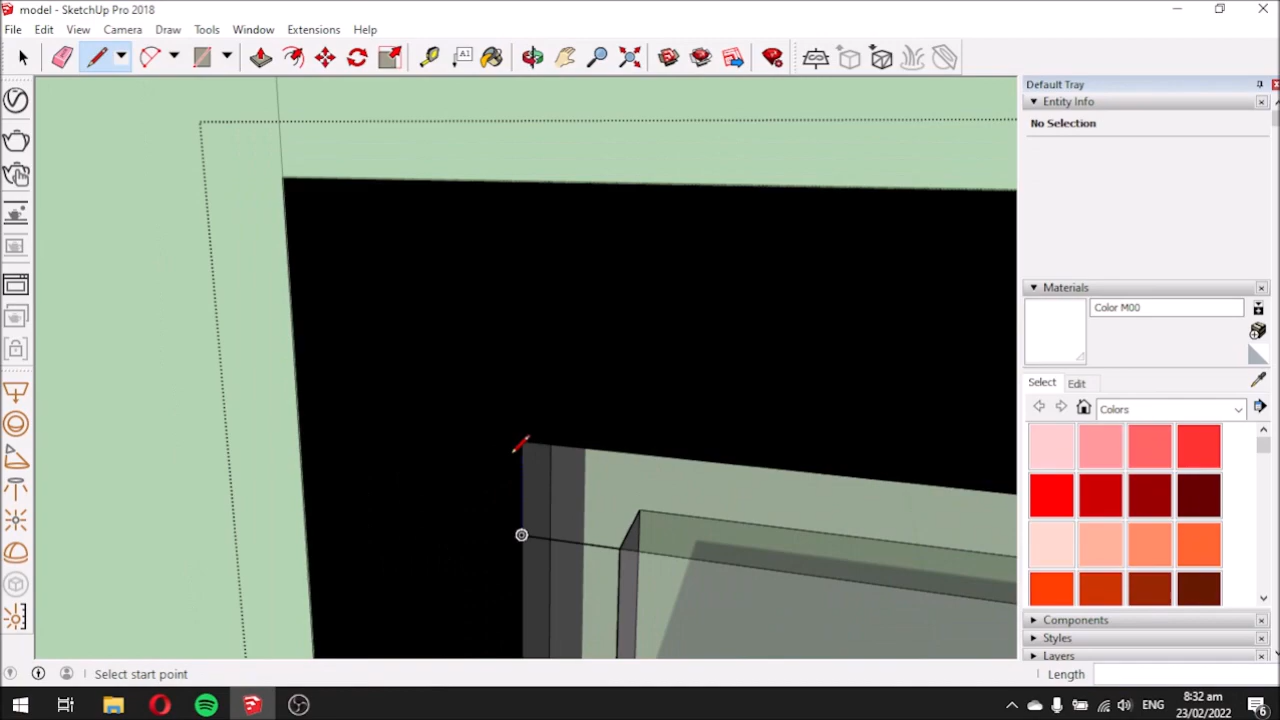 model - SketchUp Pro 2018
File Edit View Camera Draw Tools Window Extensions Help
A1
Default Tray
Entity Info
No Selection
Materials
Color M00
Select Edit
Colors
Components
Styles
Layers
Select start point
Length
ENG
8:32 am
23/02/2022
6